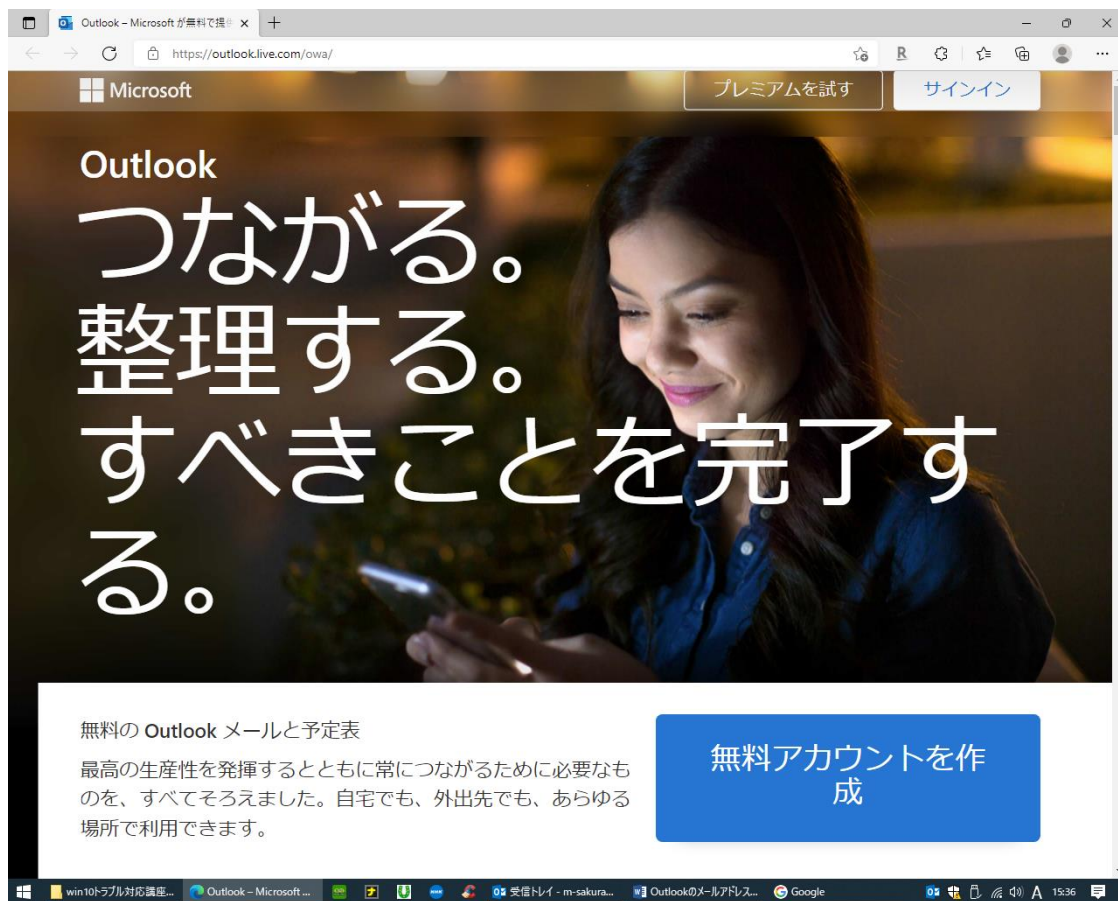 Outlook – Microsoft が無料で提
https://outlook.live.com/owa/
Microsoft
プレミアムを試す
サインイン
Outlook
つながる。
整理する。
すべきことを完了す
る。
無料の Outlook メールと予定表
最高の生産性を発揮するとともに常につながるために必要なも
のを、すべてそろえました。自宅でも、外出先でも、あらゆる
場所で利用できます。
無料アカウントを作
成
win10トラブル対応講座...
Outlook – Microsoft ...
受信トレイ - m-sakura...
Outlookのメールアドレス...
Google
A
15:36